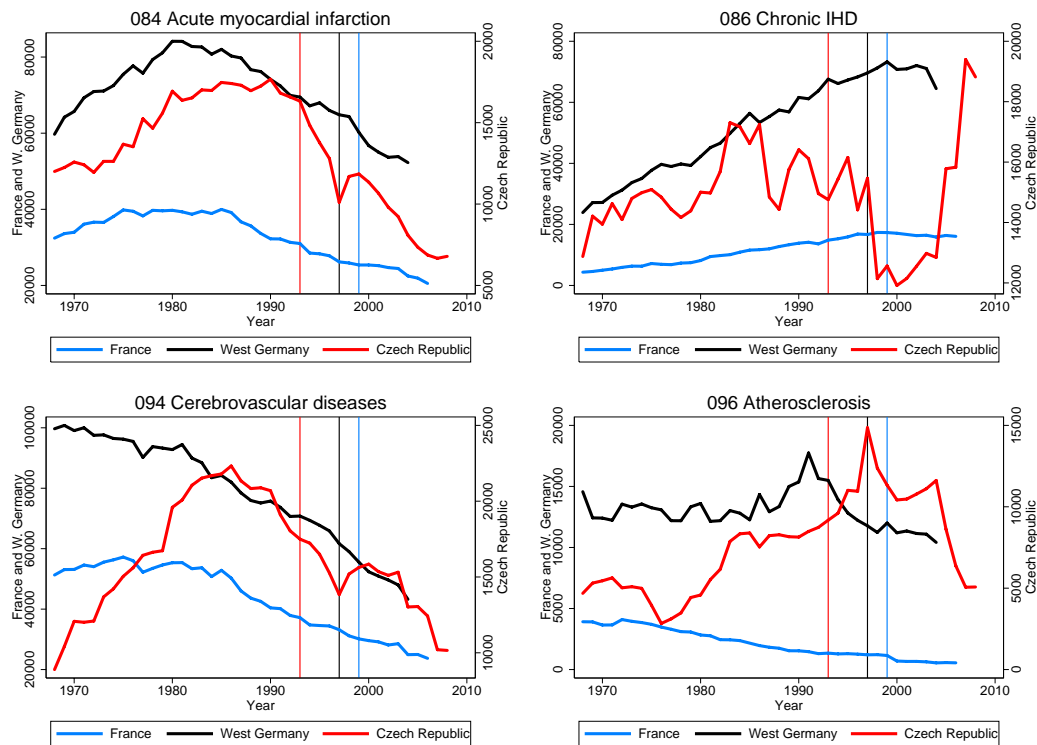 084 Acute myocardial infarction
France and W. Germany
20000 40000 60000 80000
5000 10000 15000 20000
Czech Republic
1970 1980 1990 2000 2010
Year
France West Germany Czech Republic
086 Chronic IHD
France and W. Germany
0 20000 40000 60000 80000
12000 14000 16000 18000 20000
Czech Republic
1970 1980 1990 2000 2010
Year
France West Germany Czech Republic
094 Cerebrovascular diseases
France and W. Germany
20000 40000 60000 80000 100000
10000 15000 20000 25000
Czech Republic
1970 1980 1990 2000 2010
Year
France West Germany Czech Republic
096 Atherosclerosis
France and W. Germany
0 5000 10000 15000 20000
0 5000 10000 15000
Czech Republic
1970 1980 1990 2000 2010
Year
France West Germany Czech Republic